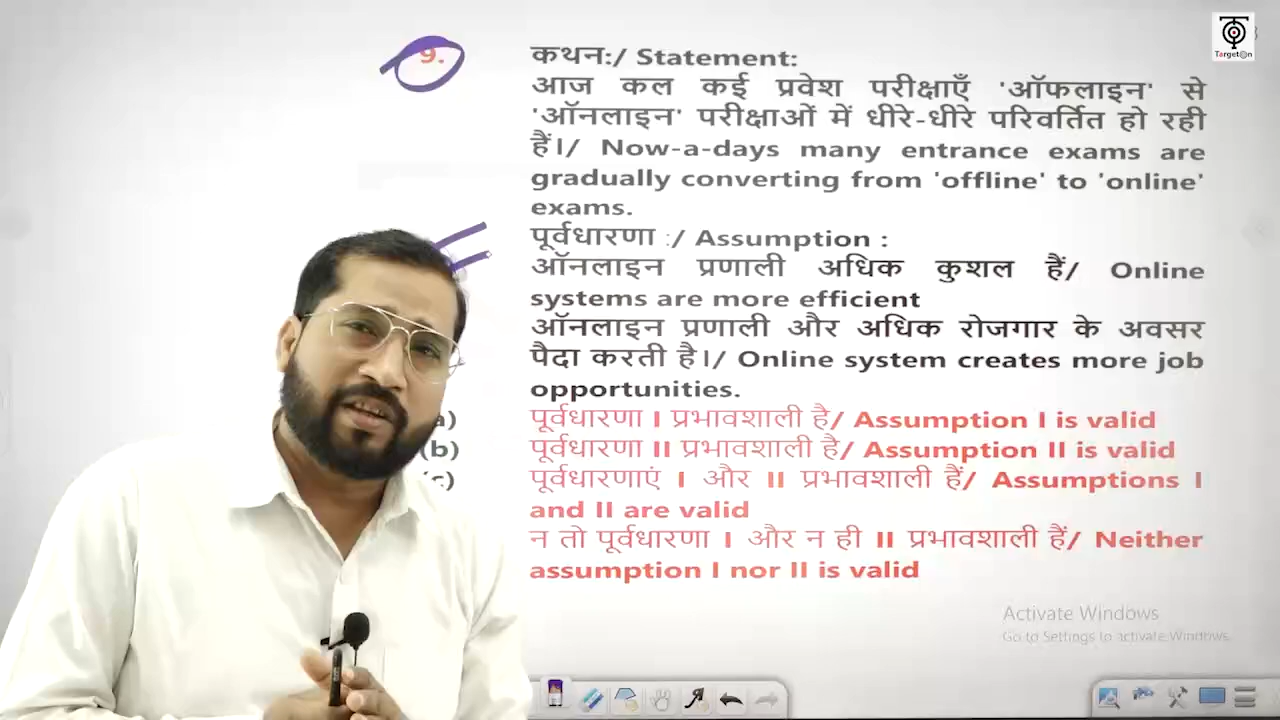 9.
कथन:/ Statement:
आज कल कई प्रवेश परीक्षाएँ 'ऑफलाइन' से
'ऑनलाइन' परीक्षाओं में धीरे-धीरे परिवर्तित हो रही
हैं।/ Now-a-days many entrance exams are
gradually converting from 'offline' to 'online'
exams.
पूर्वधारणा :/ Assumption :
ऑनलाइन प्रणाली अधिक कुशल हैं/ Online
systems are more efficient
ऑनलाइन प्रणाली और अधिक रोजगार के अवसर
पैदा करती है।/ Online system creates more job
opportunities.
a) पूर्वधारणा I प्रभावशाली है/ Assumption I is valid
(b) पूर्वधारणा II प्रभावशाली है/ Assumption II is valid
(c) पूर्वधारणाएं I और II प्रभावशाली हैं/ Assumptions I
and II are valid
न तो पूर्वधारणा I और न ही II प्रभावशाली हैं/ Neither
assumption I nor II is valid
Target@n
Activate Windows
Go to Settings to activate Windows.